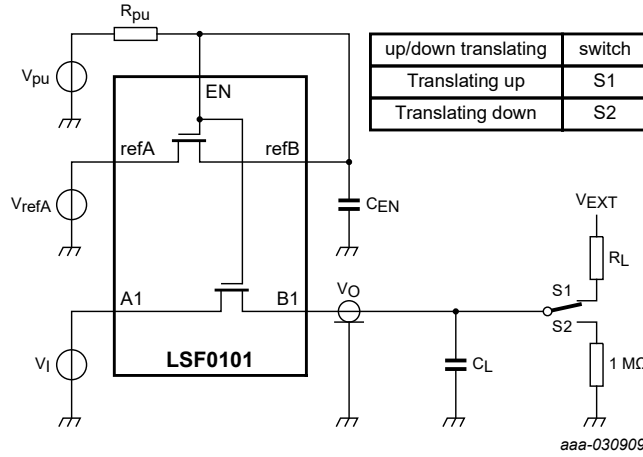 Rpu
up/down translating switch
Translating up S1
Translating down S2
Vpu
EN
refA refB
VrefA
CEN
VEXT
RL
A1 B1
VO
S1
S2
VI
LSF0101
CL
1 MΩ
aaa-030909